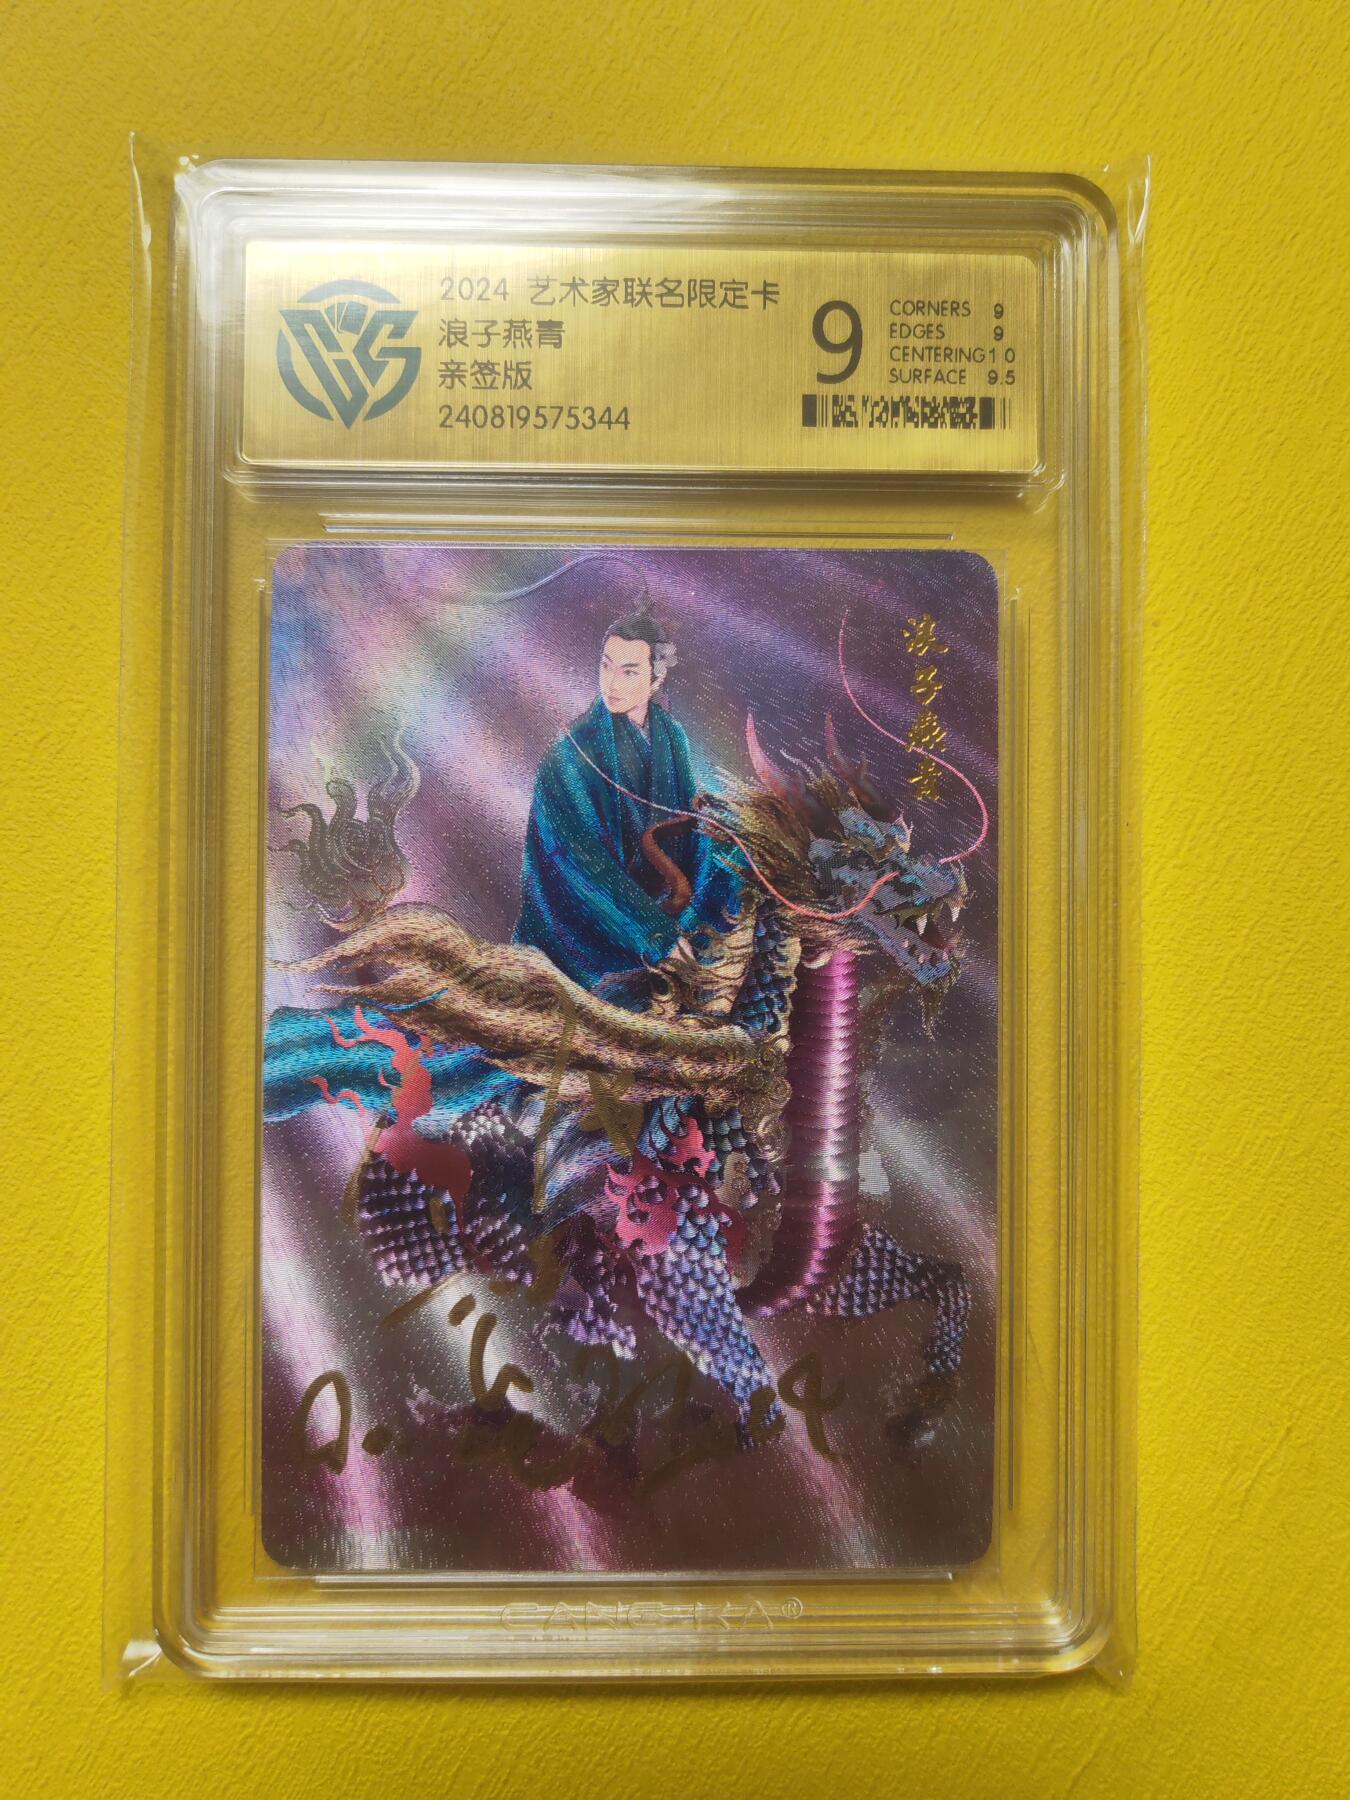 2024 艺术家联名限定卡
浪子燕青
亲签版
240819575344
9
CORNERS 9
EDGES 9
CENTERING 10
SURFACE 9.5
浪子燕青
CANGKA®